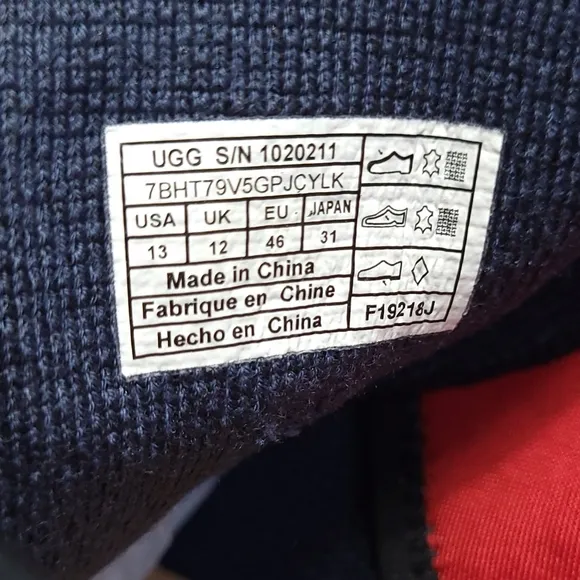 UGG S/N 1020211
7BHT79V5GPJCYLK
USA UK EU JAPAN
13 12 46 31
Made in China
Fabrique en Chine
Hecho en China
F19218J